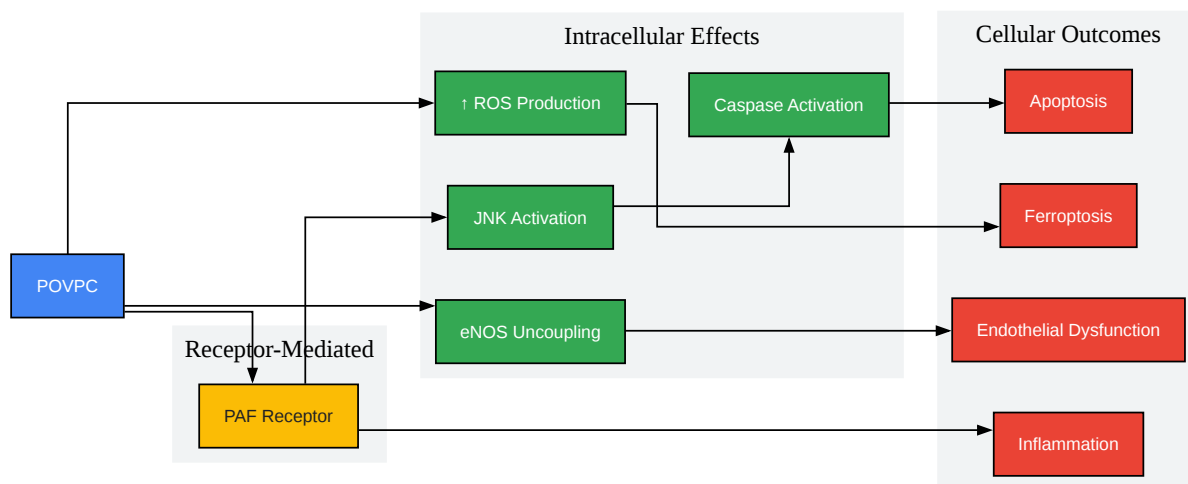 Intracellular Effects
Cellular Outcomes
↑ ROS Production
Caspase Activation
Apoptosis
JNK Activation
Ferroptosis
POVPC
eNOS Uncoupling
Endothelial Dysfunction
Receptor-Mediated
PAF Receptor
Inflammation